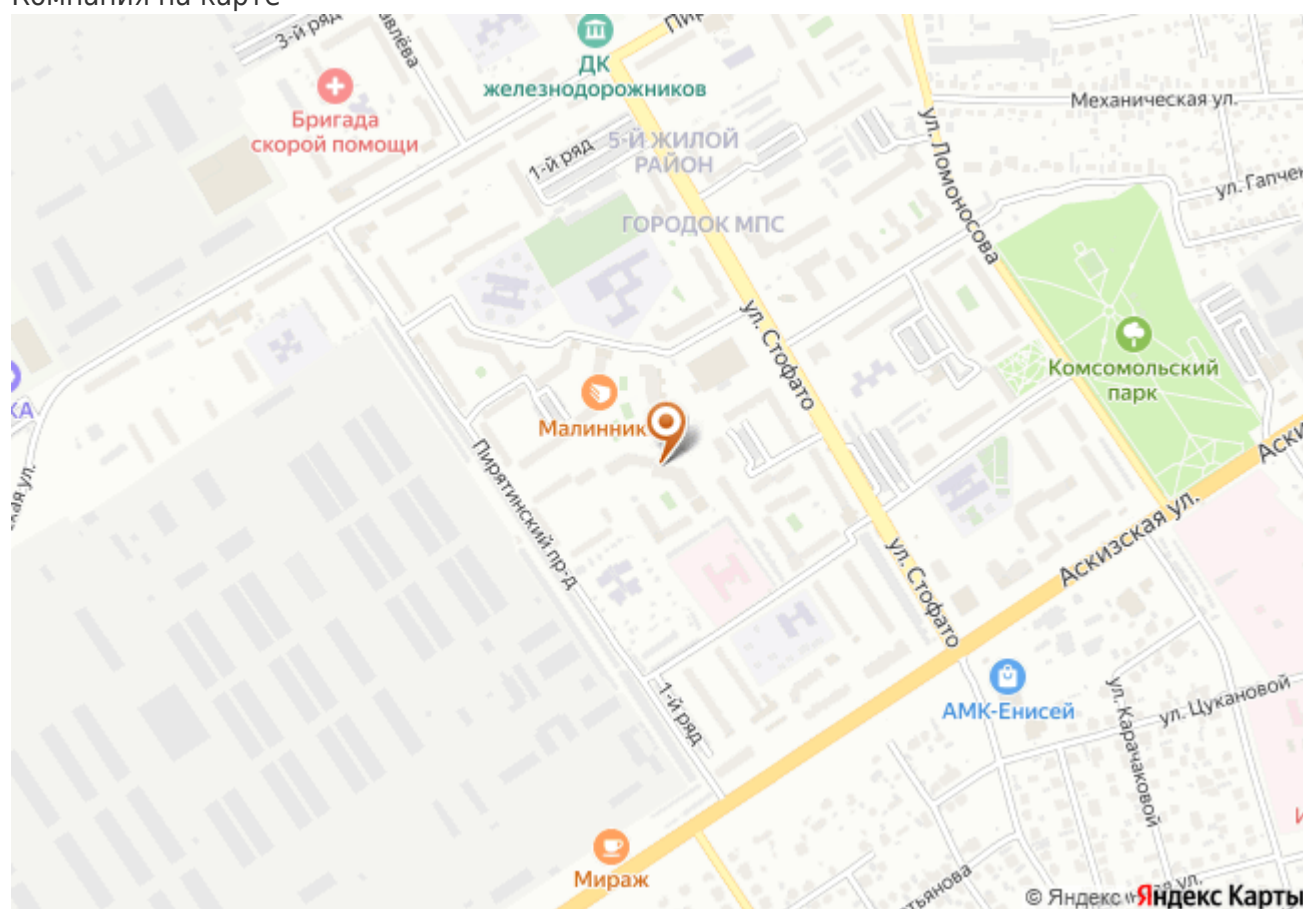 Компания на карте
3-й ряд
ДК
железнодорожников
Бригада
скорой помощи
5-Й ЖИЛОЙ
РАЙОН
1-й ряд
ГОРОДОК МПС
Механическая ул.
ул. Ломоносова
ул. Гапчен
ул. Стофато
Комсомольский
парк
Малинник
КА
Пирятинский пр-д
Аски
Аскизская ул.
ул. Стофато
1-й ряд
АМК-Енисей
ул. Цукановой
ул. Карачаковой
Мираж
© Яндекс
Яндекс Карты